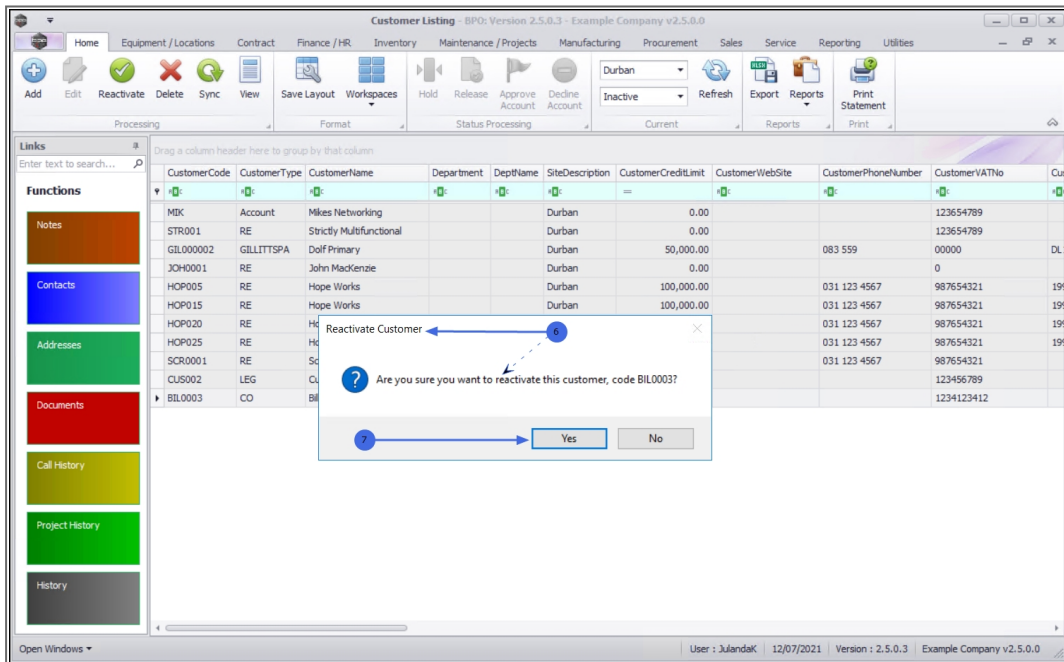 Customer Listing - BPO: Version 2.5.0.3 - Example Company v2.5.0.0
Home Equipment / Locations Contract Finance / HR Inventory Maintenance / Projects Manufacturing Procurement Sales Service Reporting Utilities
Add Edit Reactivate Delete Sync View Save Layout Workspaces Hold Release Approve Account Decline Account Durban Inactive Refresh Export Reports Print Statement
Processing Format Status Processing Current Reports Print
Links
Enter text to search...
Drag a column header here to group by that column
Functions
Notes
Contacts
Addresses
Documents
Call History
Project History
History
CustomerCode CustomerType CustomerName Department DeptName SiteDescription CustomerCreditLimit CustomerWebSite CustomerPhoneNumber CustomerVATNo Cus
MIK Account Mikes Networking Durban 0.00 123654789
STR001 RE Strictly Multifunctional Durban 0.00 123654789
GIL000002 GILLITTSPA Dolf Primary Durban 50,000.00 083 559 00000 DL
JOH0001 RE John MacKenzie Durban 0.00 0
HOP005 RE Hope Works Durban 100,000.00 031 123 4567 987654321 199
HOP015 RE Hope Works Durban 100,000.00 031 123 4567 987654321 199
HOP020 RE Ho 031 123 4567 987654321 199
HOP025 RE Ho 031 123 4567 987654321 199
SCR0001 RE Sc 031 123 4567 987654321
CUS002 LEG Cu 123456789
BIL0003 CO Bil 1234123412
Reactivate Customer
6
Are you sure you want to reactivate this customer, code BIL0003?
7
Yes No
Open Windows
User : JulandaK 12/07/2021 Version : 2.5.0.3 Example Company v2.5.0.0